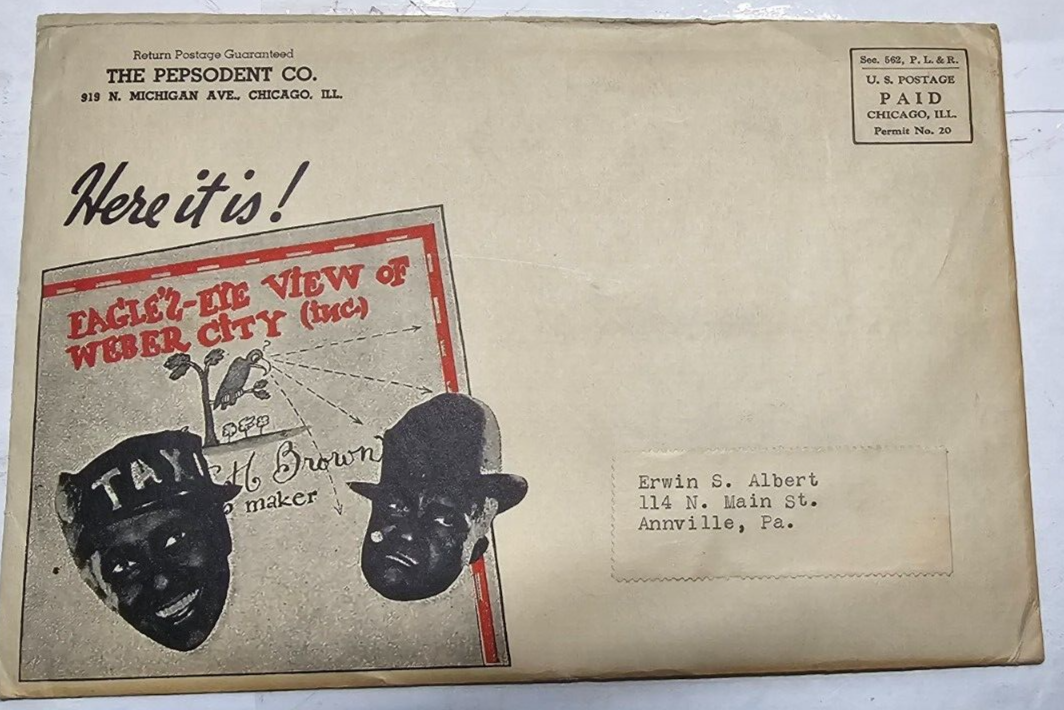 Return Postage Guaranteed
THE PEPSODENT CO.
919 N. MICHIGAN AVE., CHICAGO, ILL.
Sec. 562, P. L. & R.
U. S. POSTAGE
PAID
CHICAGO, ILL.
Permit No. 20
Here it is!
EAGLE'S-EYE VIEW OF
WEBER CITY (inc.)
TAXI
H Brown
maker
Erwin S. Albert
114 N. Main St.
Annville, Pa.